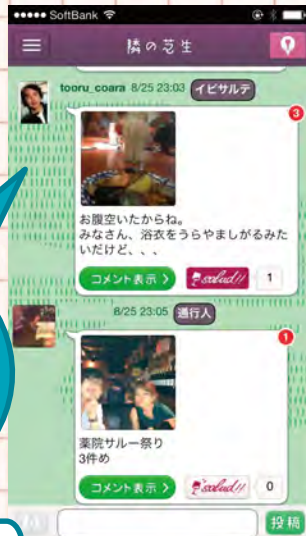 SoftBank
隣の芝生
tooru_coara 8/25 23:03 イビサルテ
3
お腹空いたからね。
みなさん、浴衣をうらやましがるみた
いだけど、、、
コメント表示 salud!! 1
8/25 23:05 通行人
1
薬院サルー祭り
3件め
コメント表示 salud!! 0
投稿